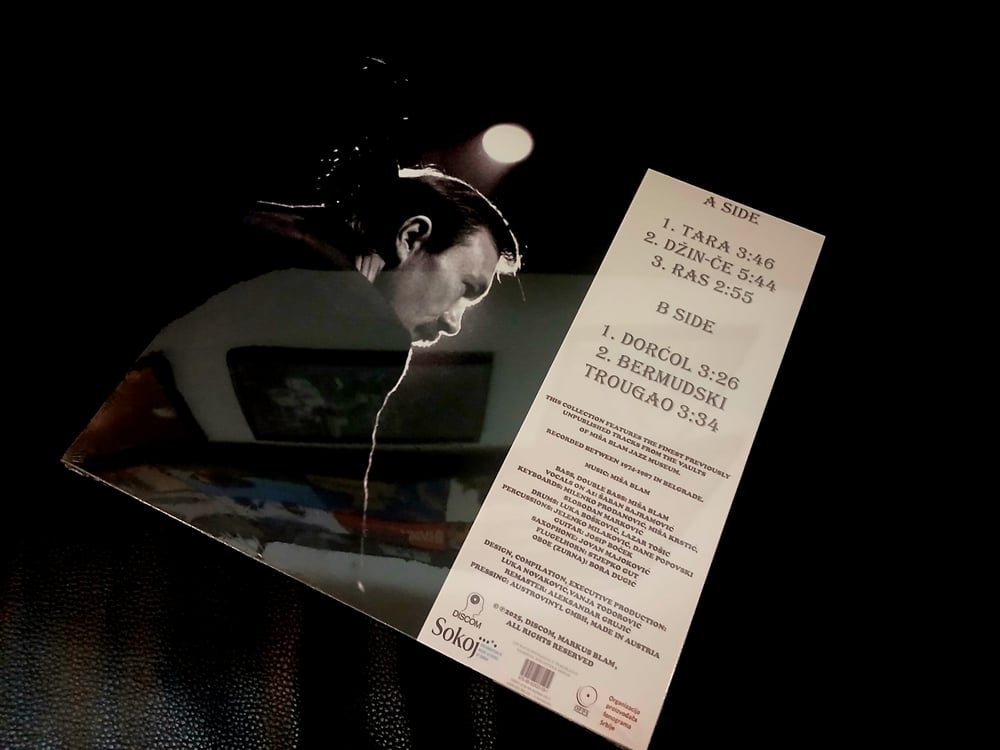 A SIDE
1. TARA 3:46
2. DŽIN-ČE 5:44
3. RAS 2:55
B SIDE
1. DORĆOL 3:26
2. BERMUDSKI
TROUGAO 3:34
THIS COLLECTION FEATURES THE FINEST PREVIOUSLY
UNPUBLISHED TRACKS FROM THE VAULTS
OF MIŠA BLAM JAZZ MUSEUM.
RECORDED BETWEEN 1974-1987 IN BELGRADE.
MUSIC: MIŠA BLAM
BASS, DOUBLE BASS: MIŠA BLAM
VOCALS ON A1: ŠABAN BAJRAMOVIĆ
KEYBOARDS: MILENKO PRODANOVIĆ, MIŠA KRSTIĆ,
SLOBODAN MARKOVIĆ
DRUMS: LUKA BOŠKOVIĆ, LAZAR TOŠIĆ
PERCUSSIONS: JELENKO MILAKOVIĆ, DANE POPOVSKI
GUITAR: JOSIP BOČEK
SAXOPHONE: JOVAN MAJOKOVIĆ
FLUGELHORN: STJEPKO GUT
OBOE (ZURNA): BORA DUGIĆ
DESIGN, COMPILATION, EXECUTIVE PRODUCTION:
LUKA NOVAKOVIĆ, VANJA TODOROVIĆ
REMASTER: ALEKSANDAR GRUJIĆ
PRESSING: AUSTROVINYL GMBH, MADE IN AUSTRIA
©℗2025, DISCOM, MARKUS BLAM,
ALL RIGHTS RESERVED
DISCOM
Sokoj
Organizacija
proizvođača
fonograma
Srbije